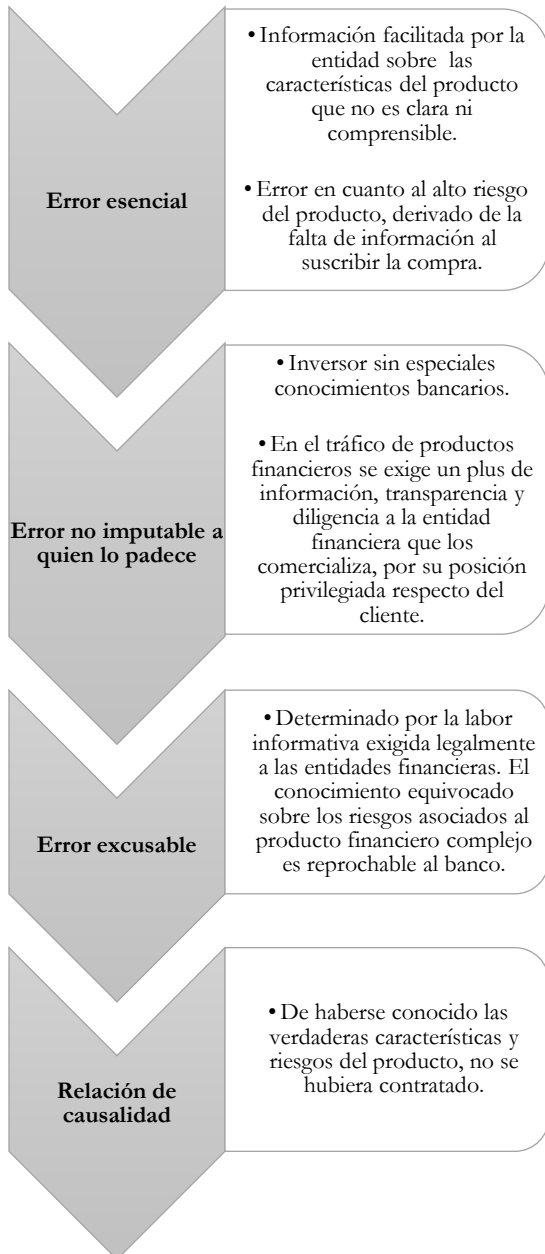 Error esencial
• Información facilitada por la
entidad sobre las
características del producto
que no es clara ni
comprensible.
• Error en cuanto al alto riesgo
del producto, derivado de la
falta de información al
suscribir la compra.
Error no imputable a
quien lo padece
• Inversor sin especiales
conocimientos bancarios.
• En el tráfico de productos
financieros se exige un plus de
información, transparencia y
diligencia a la entidad
financiera que los
comercializa, por su posición
privilegiada respecto del
cliente.
Error excusable
• Determinado por la labor
informativa exigida legalmente
a las entidades financieras. El
conocimiento equivocado
sobre los riesgos asociados al
producto financiero complejo
es reprochable al banco.
Relación de
causalidad
• De haberse conocido las
verdaderas características y
riesgos del producto, no se
hubiera contratado.